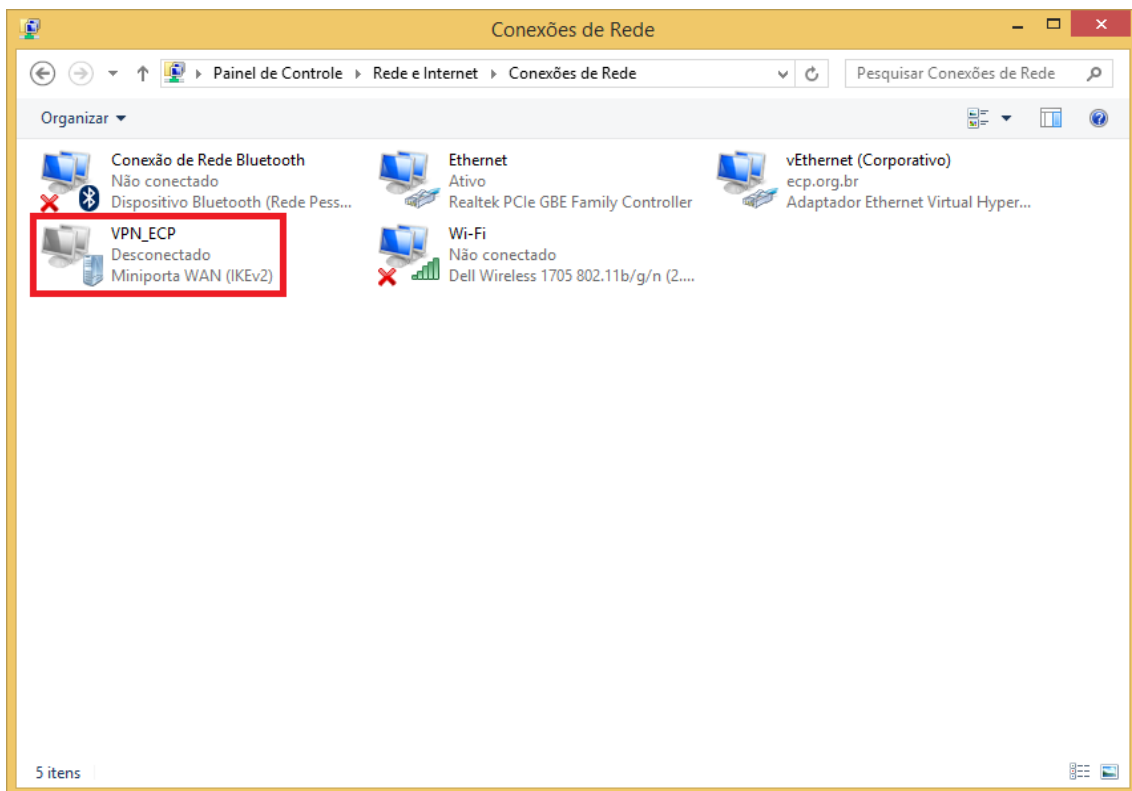 Conexões de Rede
Painel de Controle Rede e Internet Conexões de Rede
Pesquisar Conexões de Rede
Organizar
Conexão de Rede Bluetooth
Não conectado
Dispositivo Bluetooth (Rede Pess...
Ethernet
Ativo
Realtek PCIe GBE Family Controller
vEthernet (Corporativo)
ecp.org.br
Adaptador Ethernet Virtual Hyper...
VPN_ECP
Desconectado
Miniporta WAN (IKEv2)
Wi-Fi
Não conectado
Dell Wireless 1705 802.11b/g/n (2....
5 itens